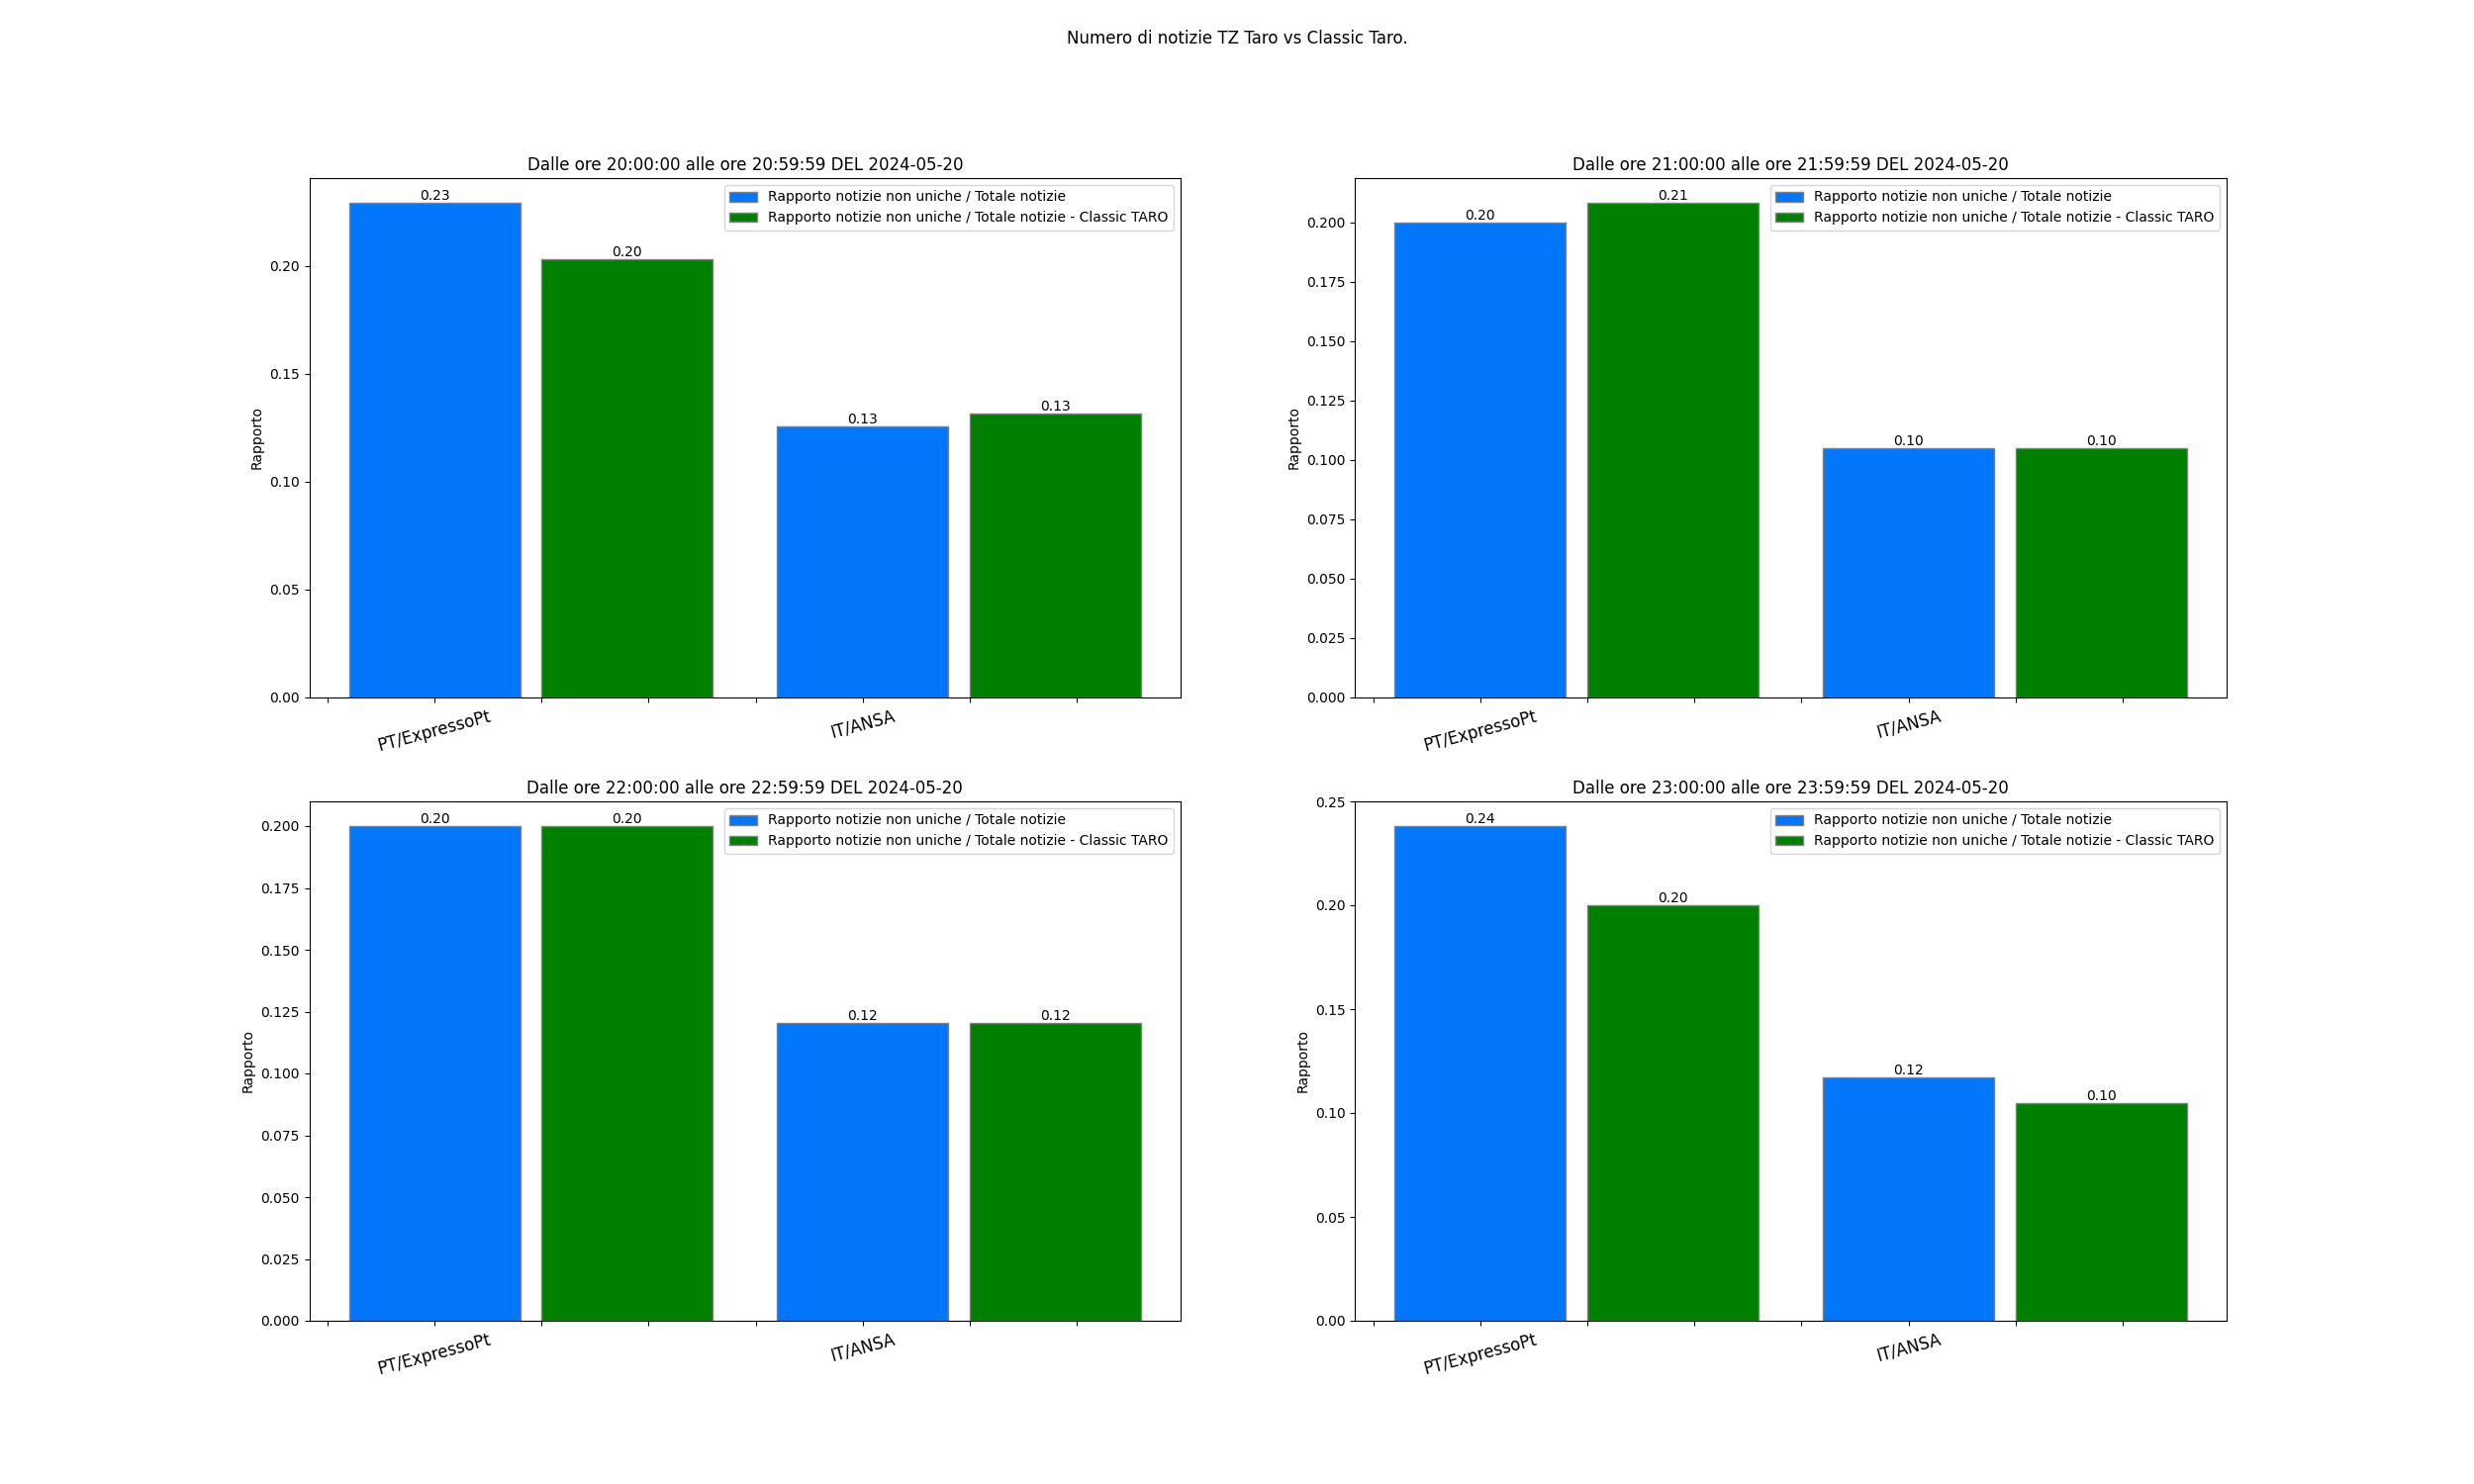 Numero di notizie TZ Taro vs Classic Taro.
Dalle ore 20:00:00 alle ore 20:59:59 DEL 2024-05-20
Rapporto notizie non uniche / Totale notizie
Rapporto notizie non uniche / Totale notizie - Classic TARO
0.23
0.20
0.13
0.13
0.20
0.15
0.10
0.05
0.00
Rapporto
PT/ExpressoPt
IT/ANSA
Dalle ore 21:00:00 alle ore 21:59:59 DEL 2024-05-20
Rapporto notizie non uniche / Totale notizie
Rapporto notizie non uniche / Totale notizie - Classic TARO
0.20
0.21
0.10
0.10
0.200
0.175
0.150
0.125
0.100
0.075
0.050
0.025
0.000
Rapporto
PT/ExpressoPt
IT/ANSA
Dalle ore 22:00:00 alle ore 22:59:59 DEL 2024-05-20
Rapporto notizie non uniche / Totale notizie
Rapporto notizie non uniche / Totale notizie - Classic TARO
0.20
0.20
0.12
0.12
0.200
0.175
0.150
0.125
0.100
0.075
0.050
0.025
0.000
Rapporto
PT/ExpressoPt
IT/ANSA
Dalle ore 23:00:00 alle ore 23:59:59 DEL 2024-05-20
Rapporto notizie non uniche / Totale notizie
Rapporto notizie non uniche / Totale notizie - Classic TARO
0.24
0.20
0.12
0.10
0.25
0.20
0.15
0.10
0.05
0.00
Rapporto
PT/ExpressoPt
IT/ANSA